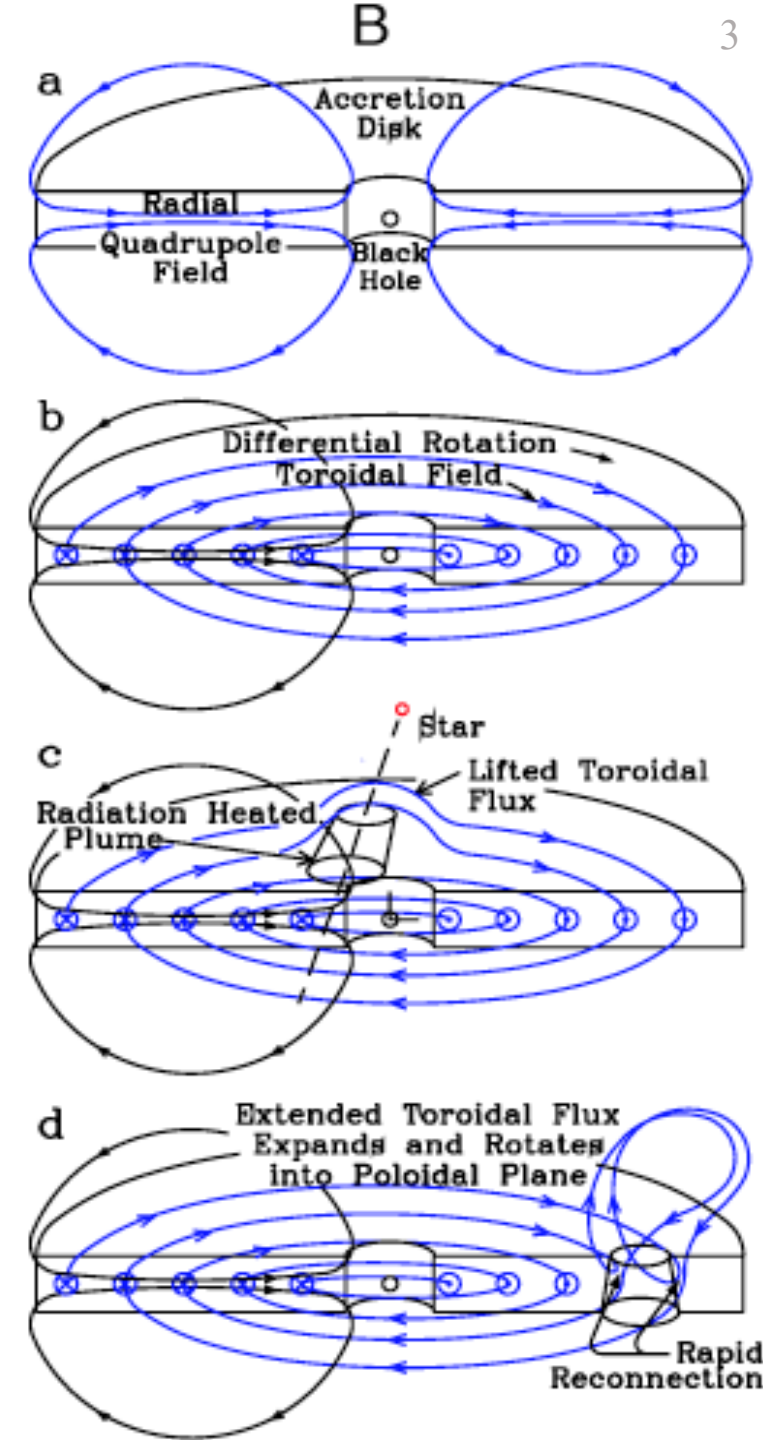 B
3
a
Accretion
Disk
Radial
Quadrupole
Field
Black
Hole
b
Differential Rotation
Toroidal Field
Star
c
Lifted Toroidal
Flux
Radiation Heated
Plume
d
Extended Toroidal Flux
Expands and Rotates
into Poloidal Plane
Rapid
Reconnection